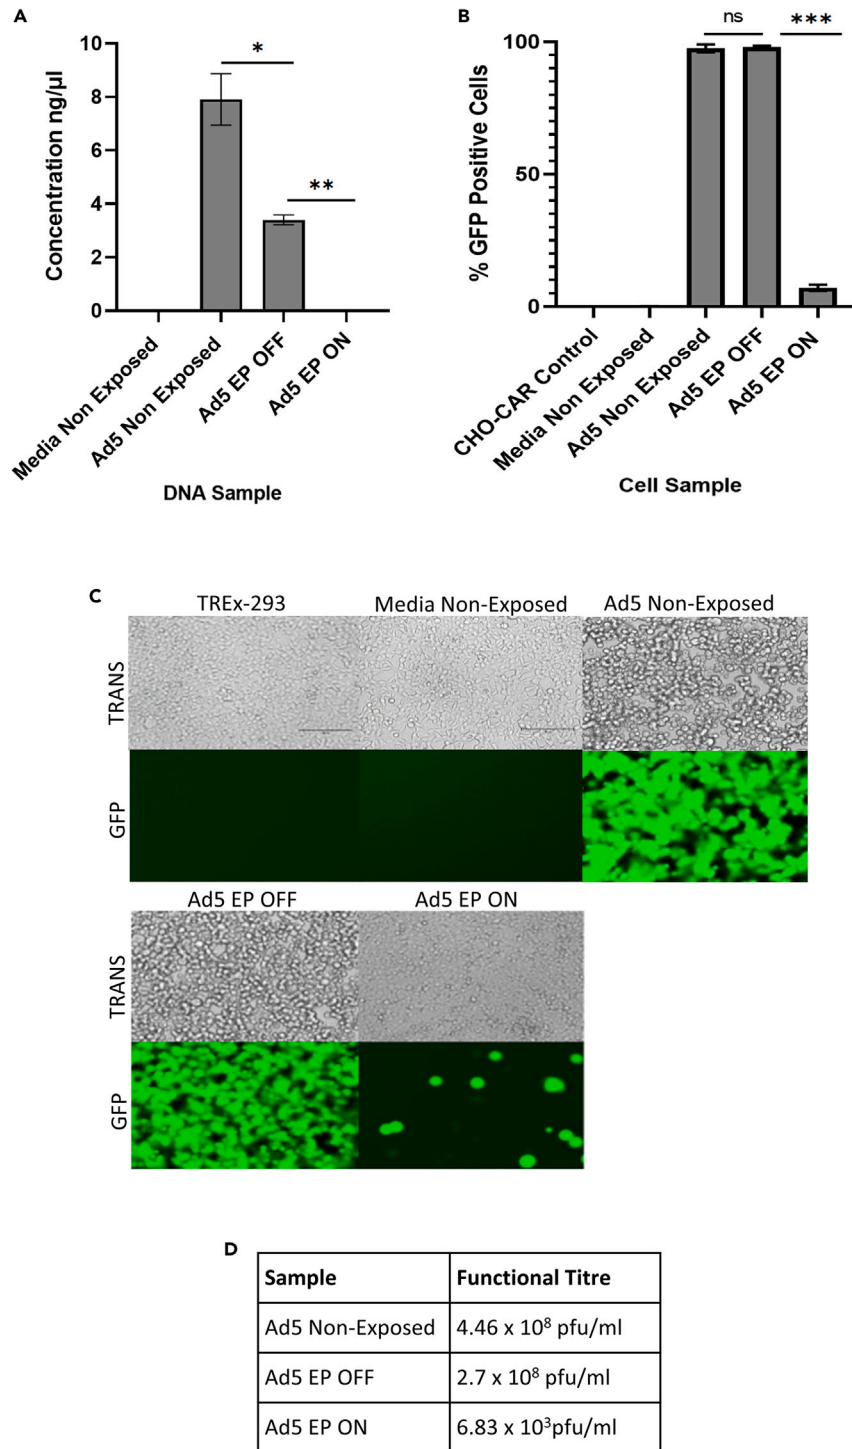 A
Concentration ng/µl
10
8
6
4
2
0
*
**
Media Non Exposed
Ad5 Non Exposed
Ad5 EP OFF
Ad5 EP ON
DNA Sample
B
% GFP Positive Cells
100
50
0
ns
***
CHO-CAR Control
Media Non Exposed
Ad5 Non Exposed
Ad5 EP OFF
Ad5 EP ON
Cell Sample
C
TREx-293
Media Non-Exposed
Ad5 Non-Exposed
TRANS
GFP
Ad5 EP OFF
Ad5 EP ON
TRANS
GFP
D
Sample Functional Titre
Ad5 Non-Exposed 4.46 x 10⁸ pfu/ml
Ad5 EP OFF 2.7 x 10⁸ pfu/ml
Ad5 EP ON 6.83 x 10³pfu/ml